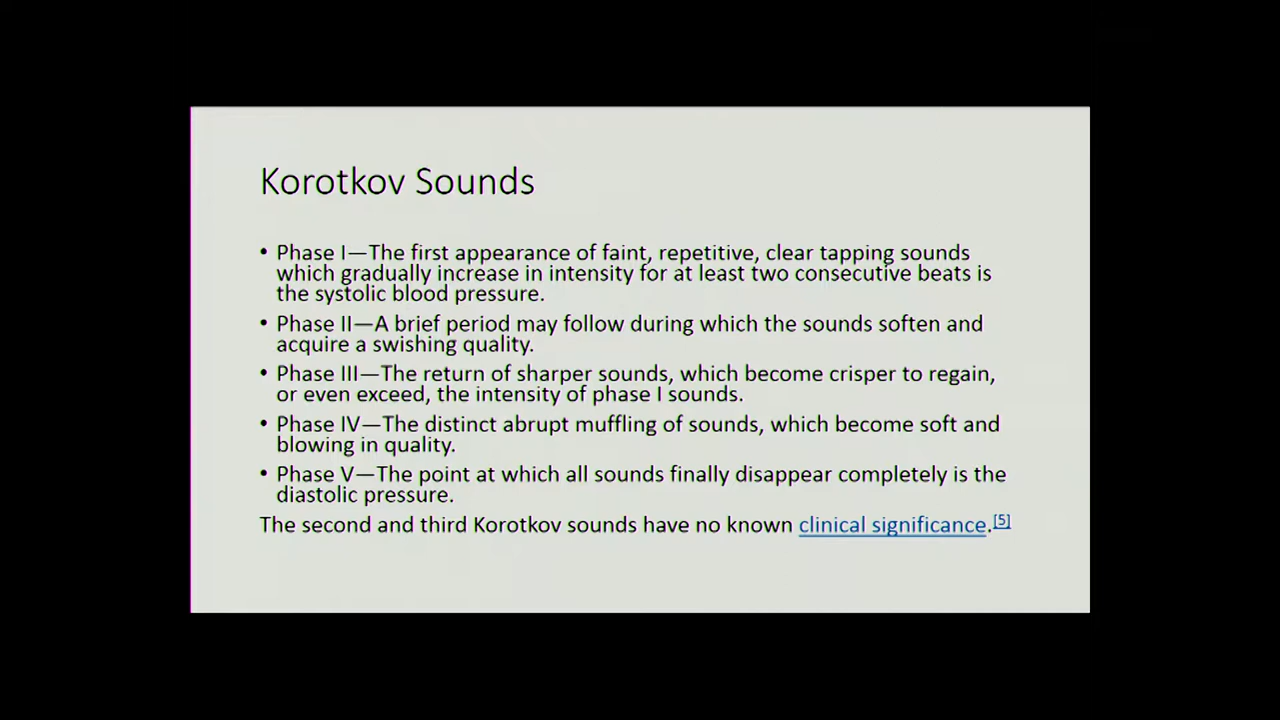 Korotkov Sounds
• Phase I—The first appearance of faint, repetitive, clear tapping sounds
which gradually increase in intensity for at least two consecutive beats is
the systolic blood pressure.
• Phase II—A brief period may follow during which the sounds soften and
acquire a swishing quality.
• Phase III—The return of sharper sounds, which become crisper to regain,
or even exceed, the intensity of phase I sounds.
• Phase IV—The distinct abrupt muffling of sounds, which become soft and
blowing in quality.
• Phase V—The point at which all sounds finally disappear completely is the
diastolic pressure.
The second and third Korotkov sounds have no known clinical significance.[5]